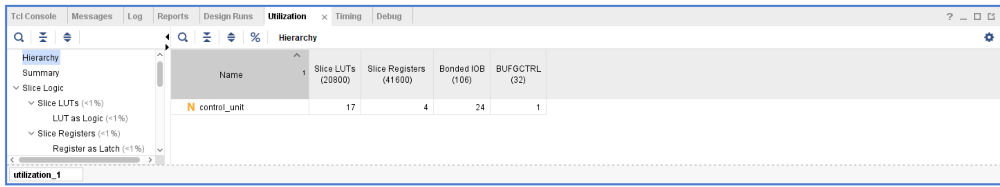 Tcl Console Messages Log Reports Design Runs Utilization × Timing Debug ?
% Hierarchy
Hierarchy
Summary
Slice Logic
Slice LUTs (<1%)
LUT as Logic (<1%)
Slice Registers (<1%)
Register as Latch (<1%)
Name 1 Slice LUTs (20800) Slice Registers (41600) Bonded IOB (106) BUFGCTRL (32)
N control_unit 17 4 24 1
utilization_1